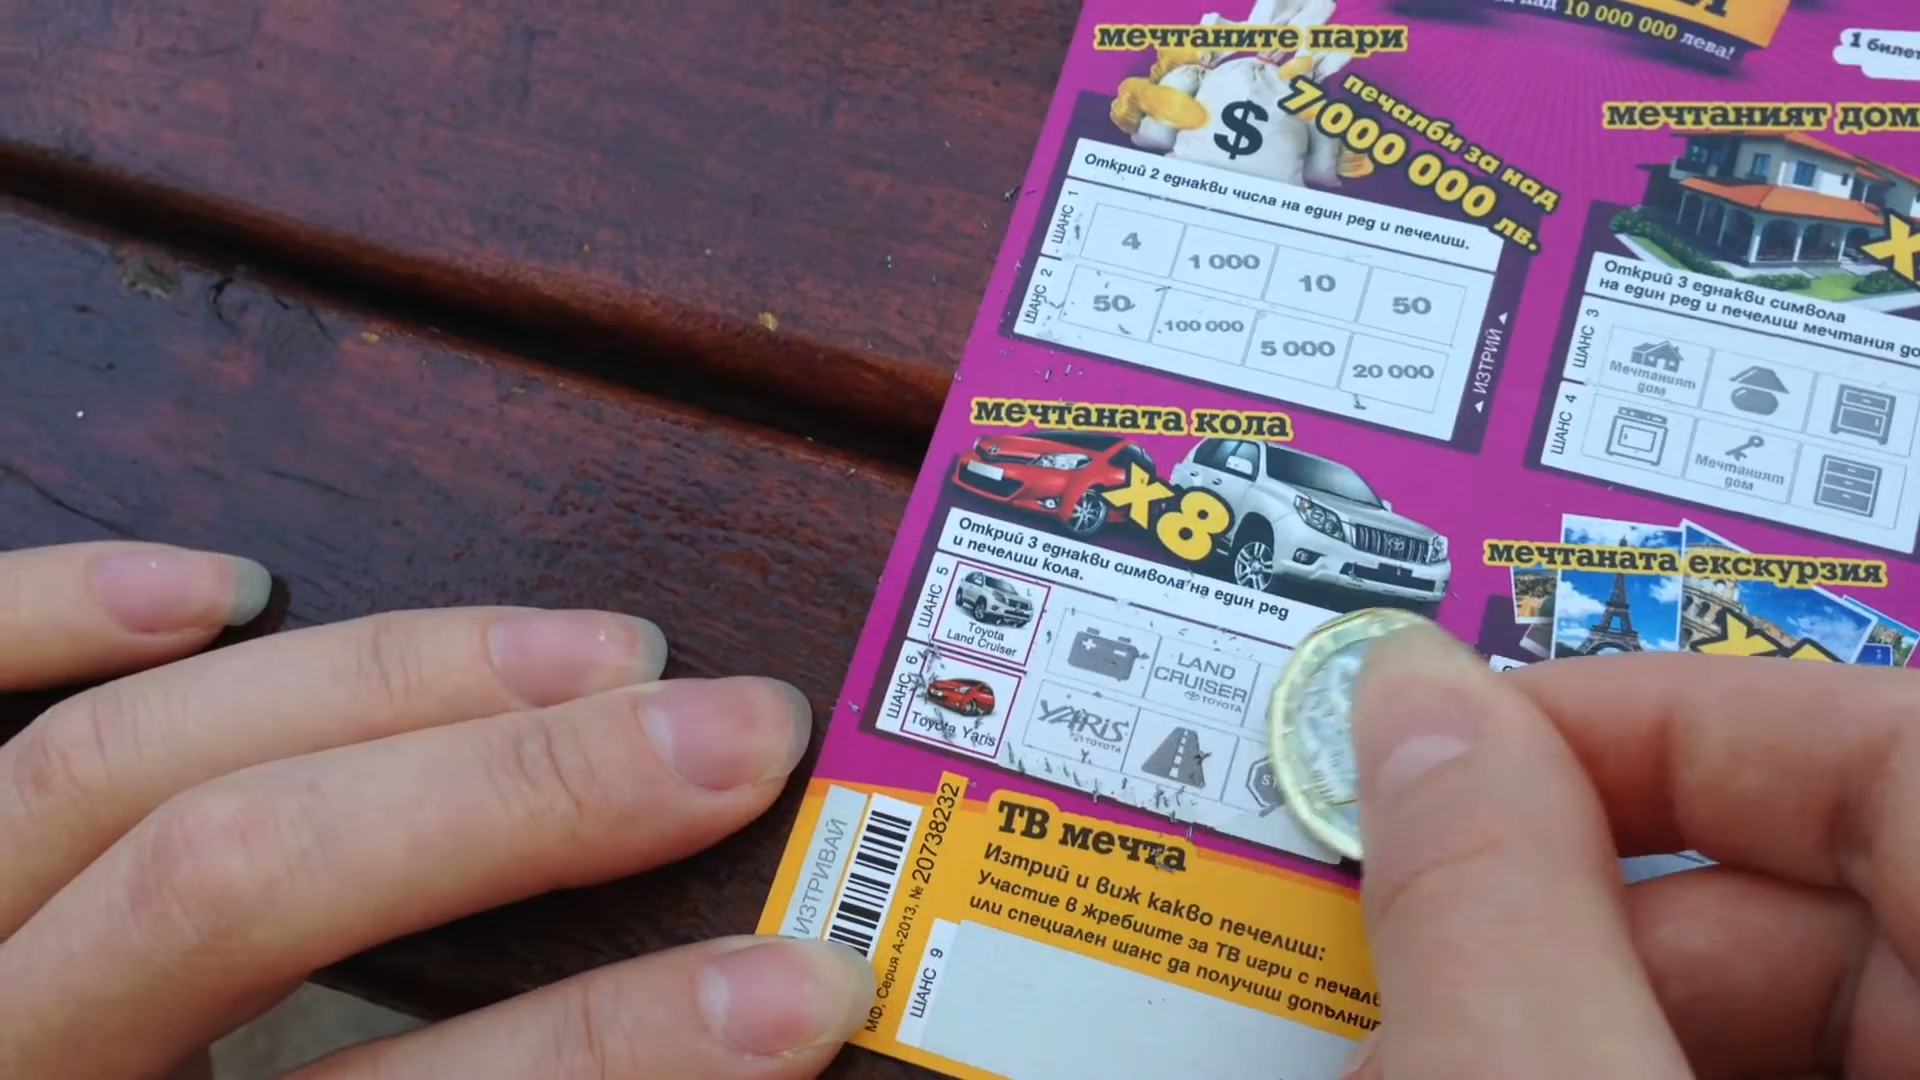 над 10 000 000 лева!
1 билет
мечтаните пари
печалби за над
7 000 000 лв.
Открий 2 еднакви числа на един ред и печелиш.
ШАНС 1
4
1 000
10
50
ШАНС 2
50
100 000
5 000
20 000
ИЗТРИЙ
мечтаният дом
Открий 3 еднакви символа
на един ред и печелиш мечтания
ШАНС 3
Мечтаният
дом
ШАНС 4
Мечтаният
дом
мечтаната кола
x8
Открий 3 еднакви символа на един ред
и печелиш кола.
ШАНС 5
Toyota
Land Cruiser
LAND
CRUISER
TOYOTA
ШАНС 6
Toyota Yaris
YARiS
TOYOTA
мечтаната екскурзия
ИЗТРИВАЙ
МФ, Серия А-2013, № 20738232
ТВ мечта
Изтрий и виж какво печелиш:
Участие в жребиите за ТВ игри с
или специален шанс да получиш
ШАНС 9